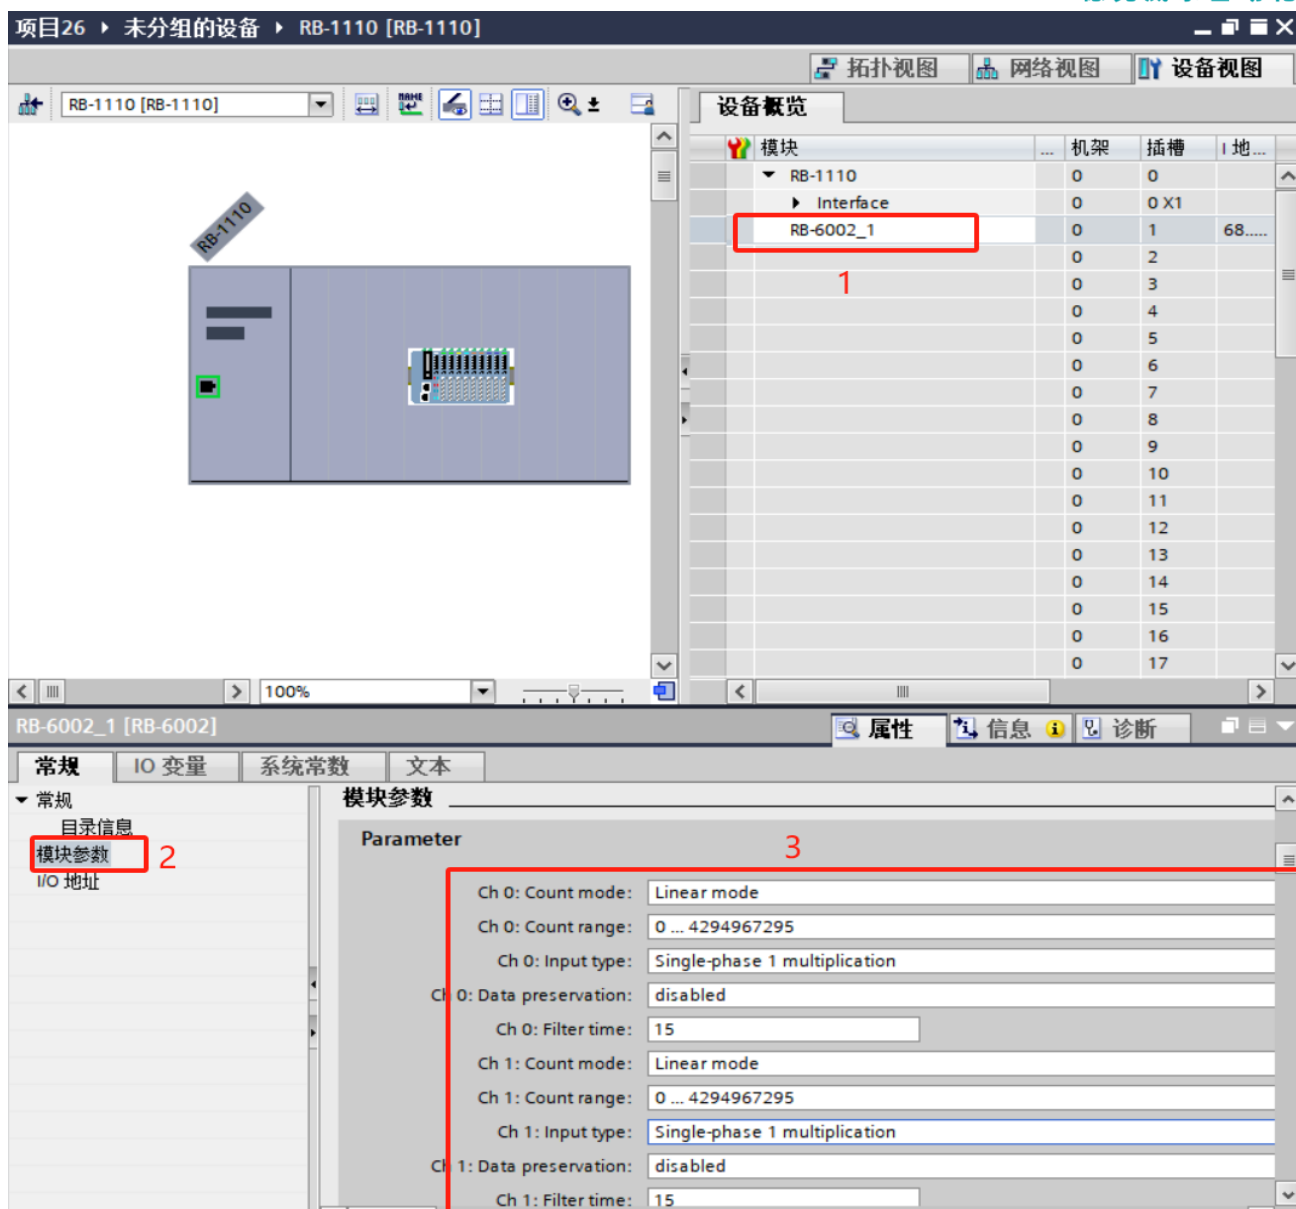 项目26 ▸ 未分组的设备 ▸ RB-1110 [RB-1110]
拓扑视图 网络视图 设备视图
RB-1110 [RB-1110]
设备概览
模块 ... 机架 插槽 I 地...
RB-1110 0 0
Interface 0 0 X1
RB-6002_1 0 1 68.....
0 2
1
0 3
0 4
0 5
0 6
0 7
0 8
0 9
0 10
0 11
0 12
0 13
0 14
0 15
0 16
0 17
RB-1110
100%
RB-6002_1 [RB-6002]
属性 信息 诊断
常规 IO 变量 系统常数 文本
常规
目录信息
模块参数 2
I/O 地址
模块参数
Parameter
3
Ch 0: Count mode: Linear mode
Ch 0: Count range: 0 ... 4294967295
Ch 0: Input type: Single-phase 1 multiplication
Ch 0: Data preservation: disabled
Ch 0: Filter time: 15
Ch 1: Count mode: Linear mode
Ch 1: Count range: 0 ... 4294967295
Ch 1: Input type: Single-phase 1 multiplication
Ch 1: Data preservation: disabled
Ch 1: Filter time: 15